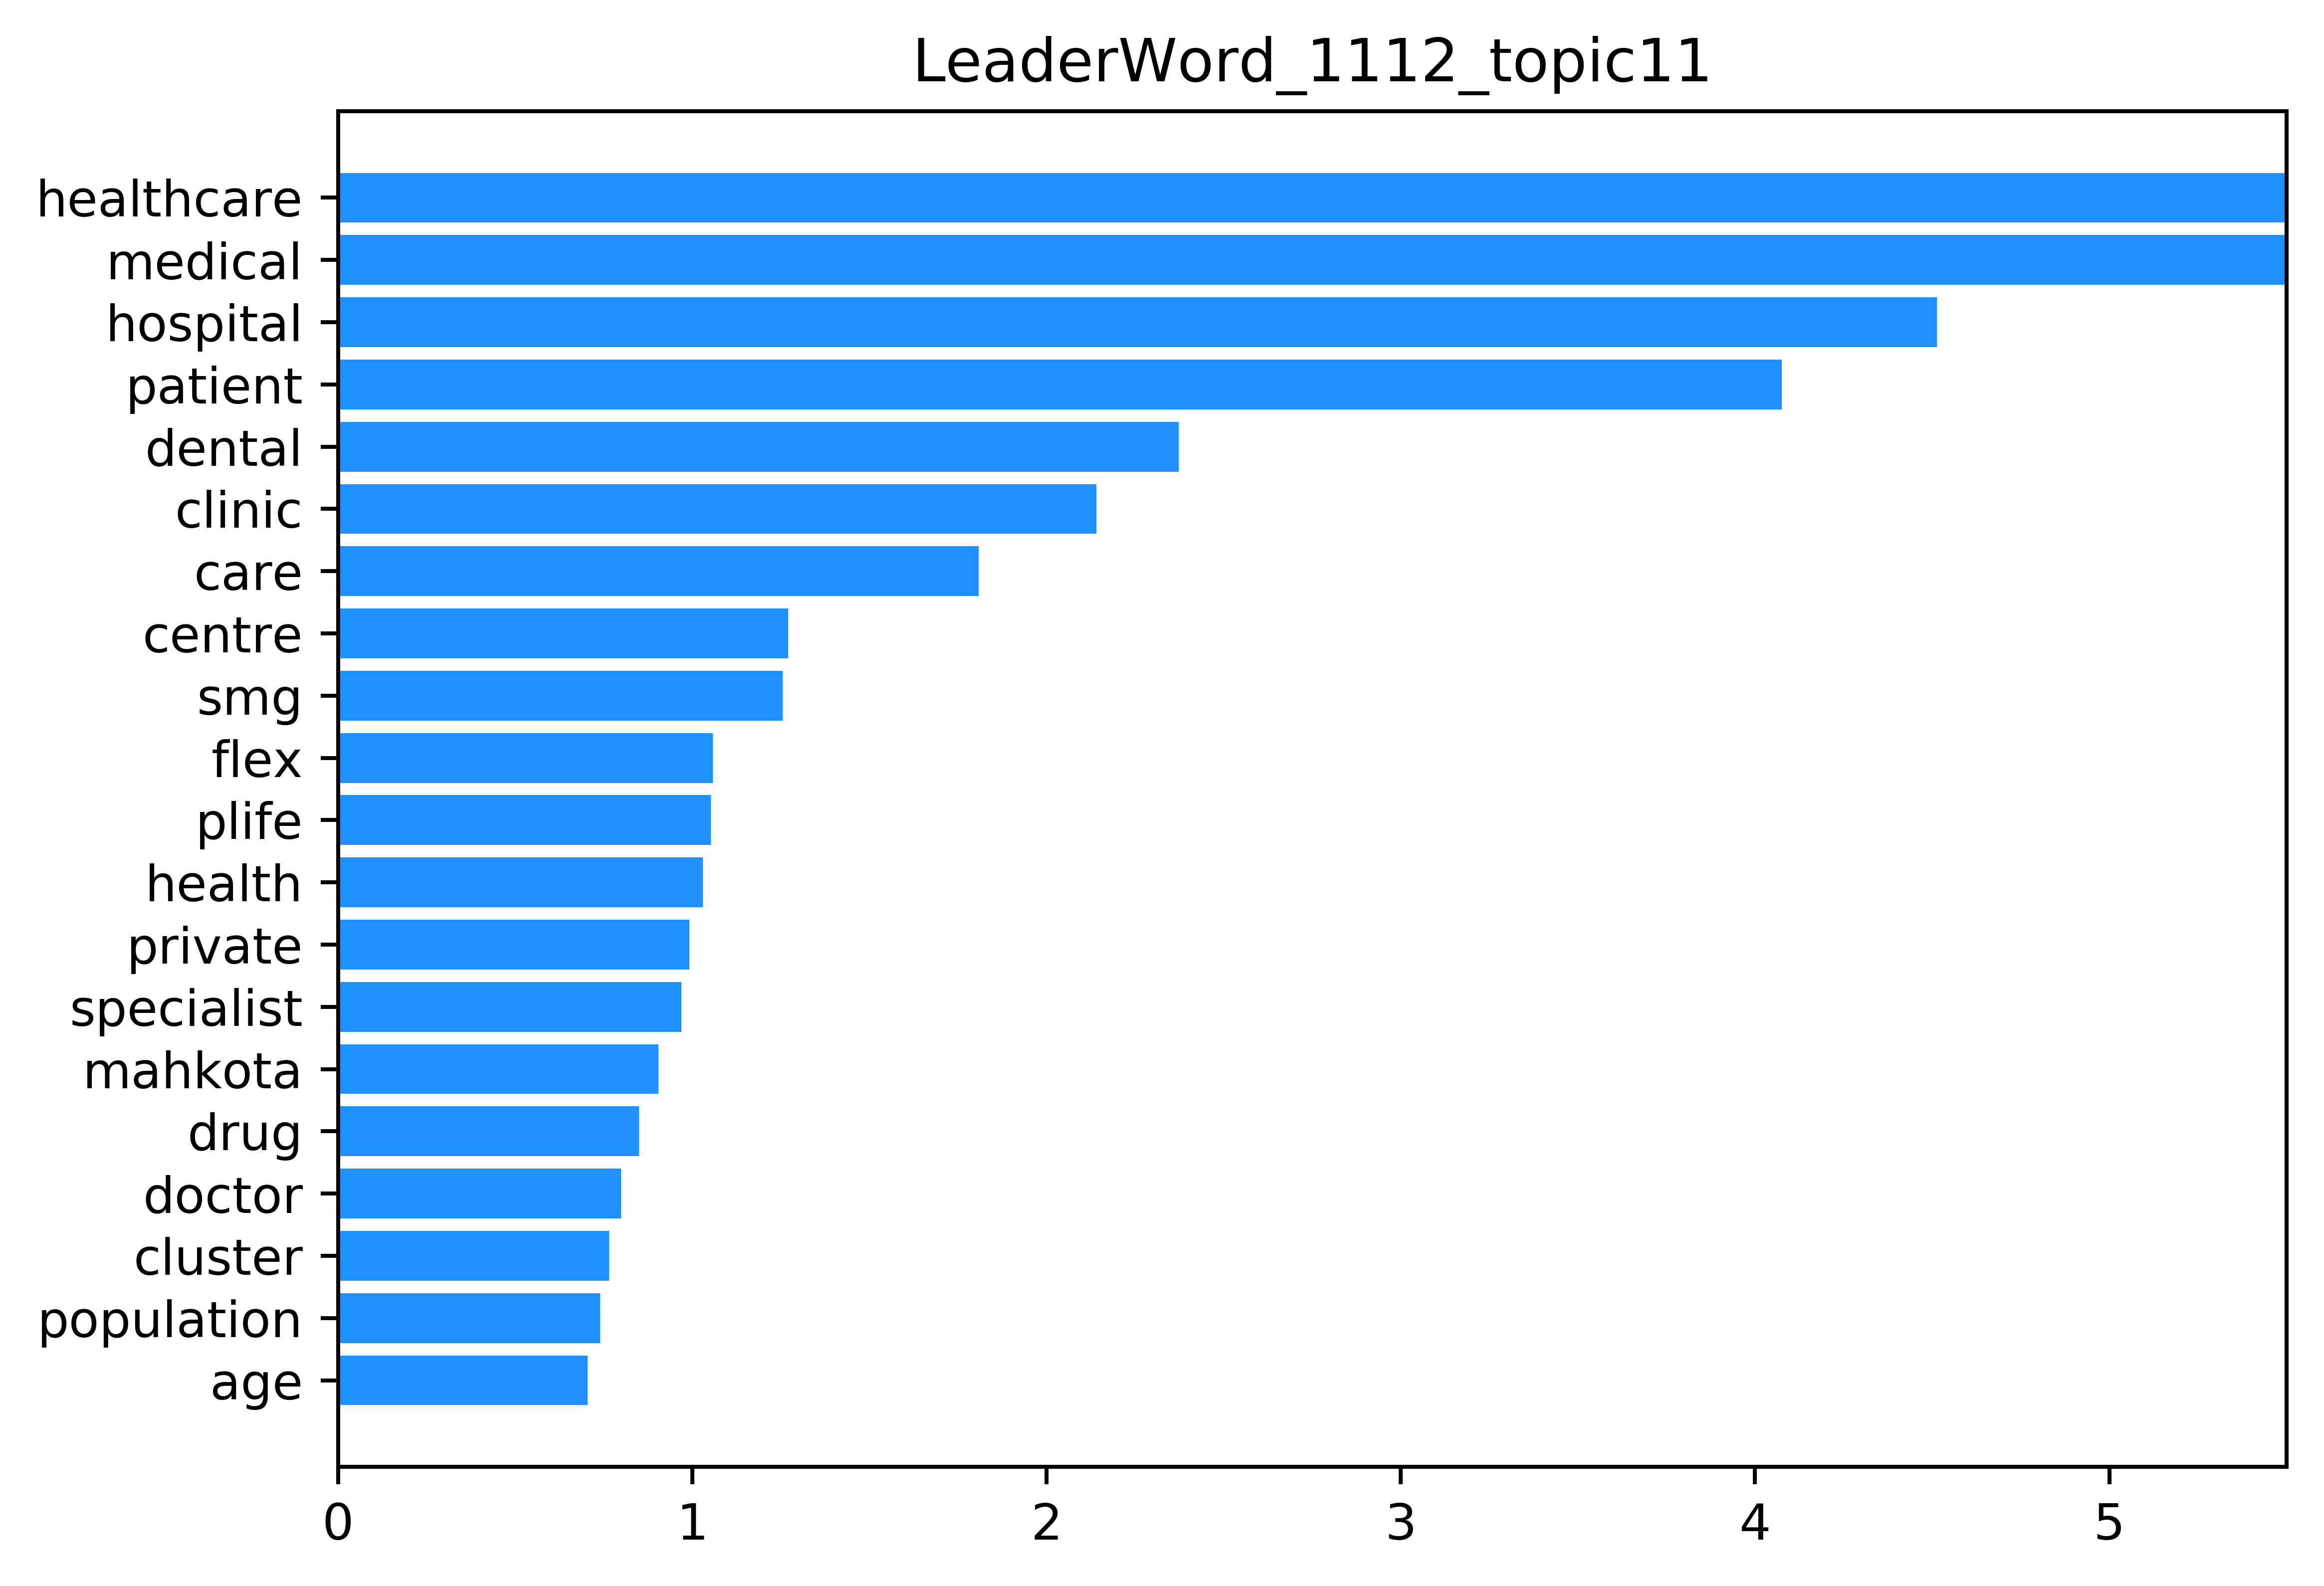 LeaderWord_1112_topic11
healthcare
medical
hospital
patient
dental
clinic
care
centre
smg
flex
plife
health
private
specialist
mahkota
drug
doctor
cluster
population
age
0 1 2 3 4 5